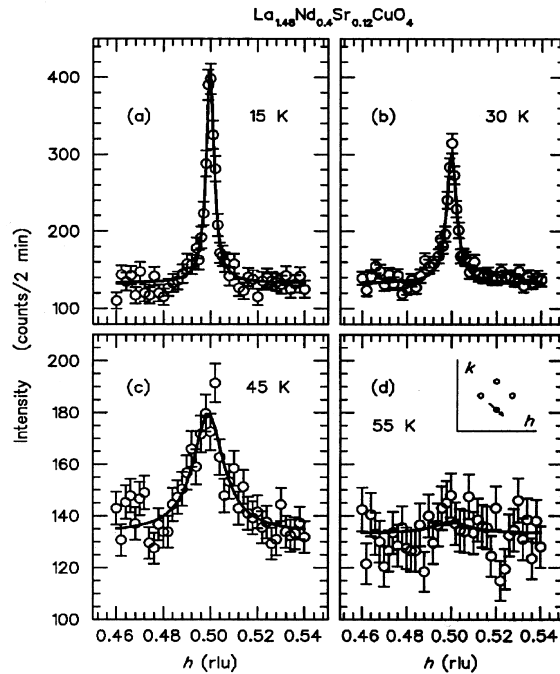 La1.48Nd0.4Sr0.12CuO4
(a) 15 K
(b) 30 K
400
300
200
100
Intensity (counts/2 min)
(c) 45 K
(d)
55 K
k
h
200
180
160
140
120
100
0.46 0.48 0.50 0.52 0.54
0.46 0.48 0.50 0.52 0.54
h (rlu)
h (rlu)